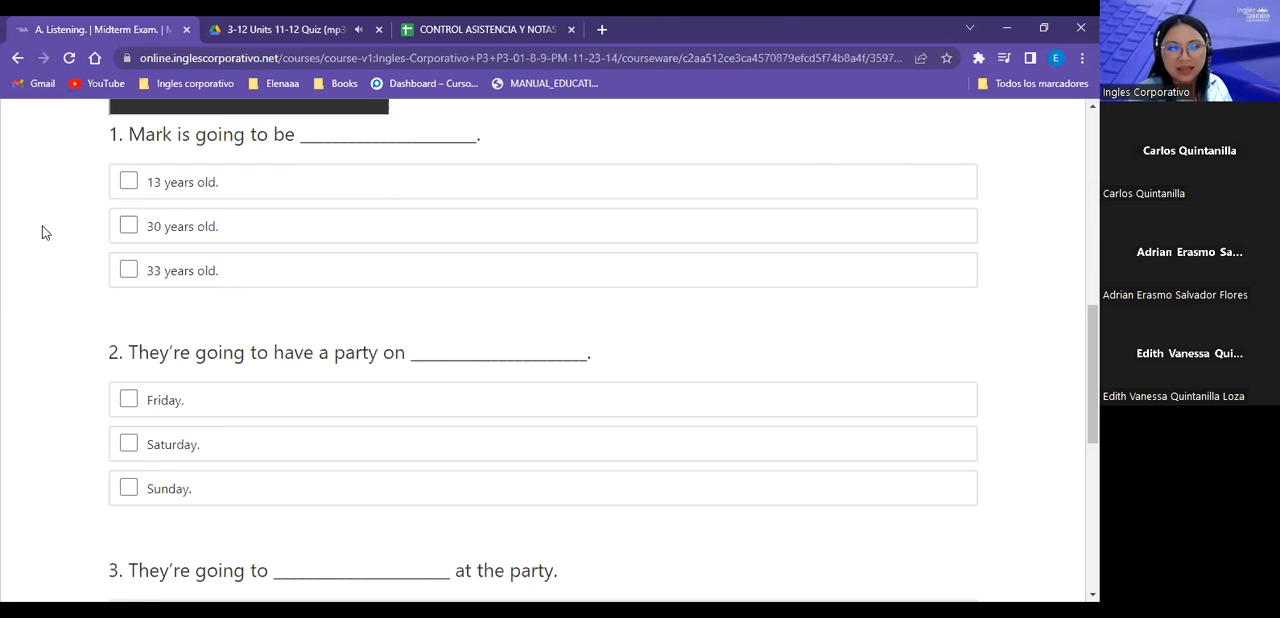 A. Listening. | Midterm Exam. | M
3-12 Units 11-12 Quiz (mp3
CONTROL ASISTENCIA Y NOTAS
online.inglescorporativo.net/courses/course-v1:Ingles-Corporativo+P3+P3-01-8-9-PM-11-23-14/courseware/c2aa512ce3ca4570879efcd5f74b8a4f/3597...
E
Gmail
YouTube
Ingles corporativo
Elenaaa
Books
Dashboard – Curso...
MANUAL_EDUCATI...
Todos los marcadores
1. Mark is going to be ____________________.
13 years old.
30 years old.
33 years old.
2. They're going to have a party on ____________________.
Friday.
Saturday.
Sunday.
3. They're going to ____________________ at the party.
Ingles
Ingles Corporativo
Carlos Quintanilla
Carlos Quintanilla
Adrian Erasmo Sa...
Adrian Erasmo Salvador Flores
Edith Vanessa Qui...
Edith Vanessa Quintanilla Loza